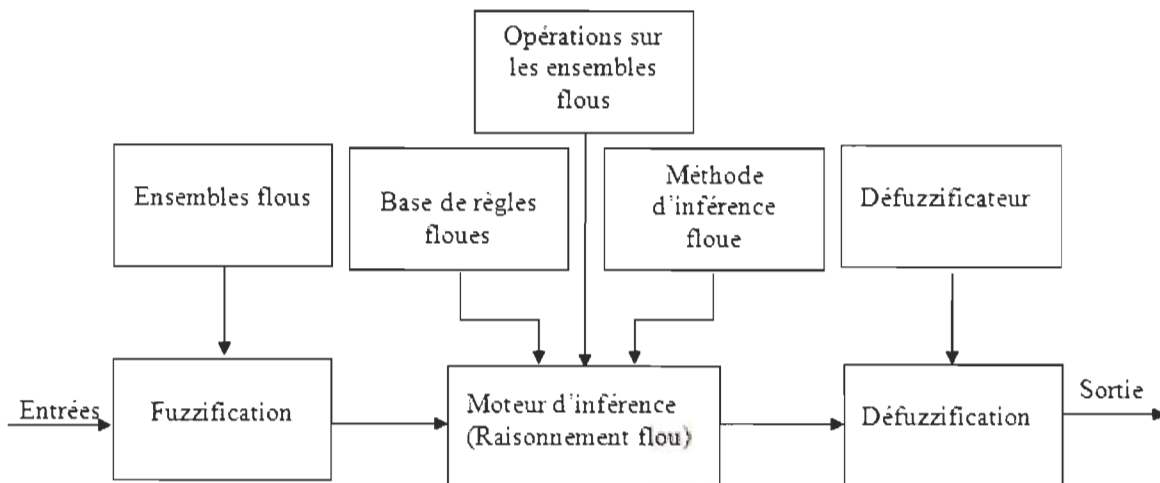 Opérations sur
les ensembles
flous
Ensembles flous
Base de règles
floues
Méthode
d'inférence
floue
Défuzzificateur
Entrées
Fuzzification
Moteur d'inférence
(Raisonnement flou)
Défuzzification
Sortie